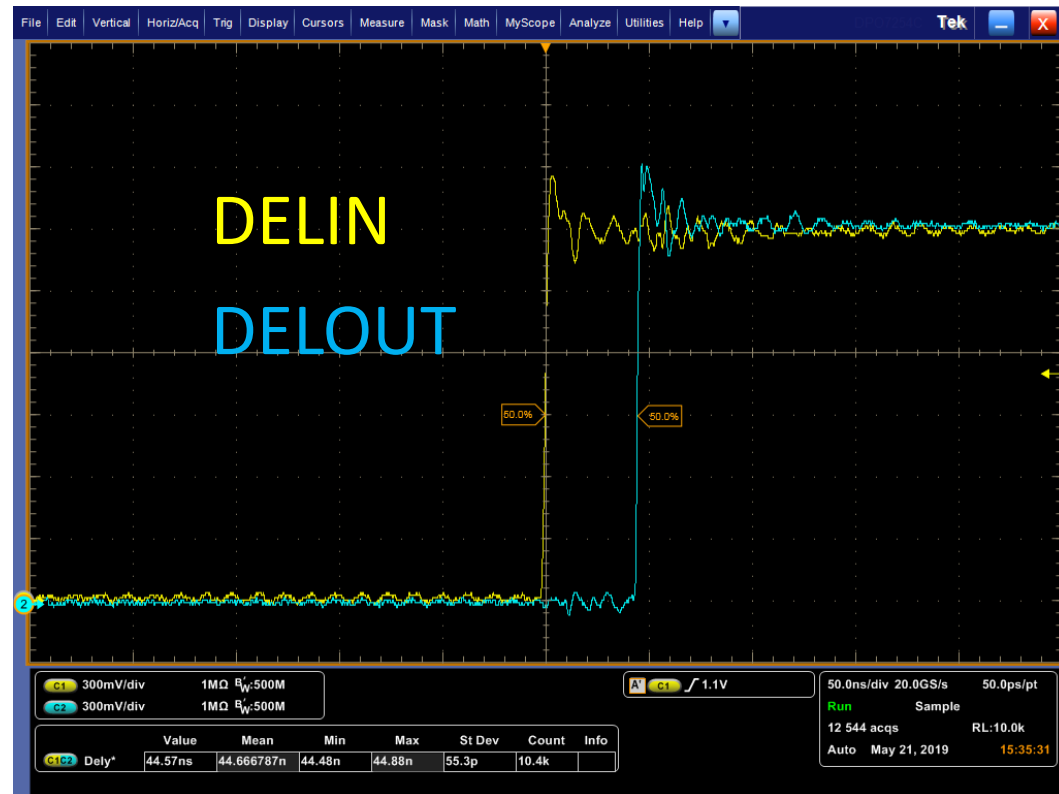 File Edit Vertical Horiz/Acq Trig Display Cursors Measure Mask Math MyScope Analyze Utilities Help Tek X
DELIN
DELOUT
50.0% 50.0%
2
C1 300mV/div 1MΩ BW:500M
C2 300mV/div 1MΩ BW:500M
A' C1 1.1V
50.0ns/div 20.0GS/s 50.0ps/pt
Run Sample
12 544 acqs RL:10.0k
Auto May 21, 2019 15:35:31
Value Mean Min Max St Dev Count Info
C1C2 Dely* 44.57ns 44.666787n 44.48n 44.88n 55.3p 10.4k